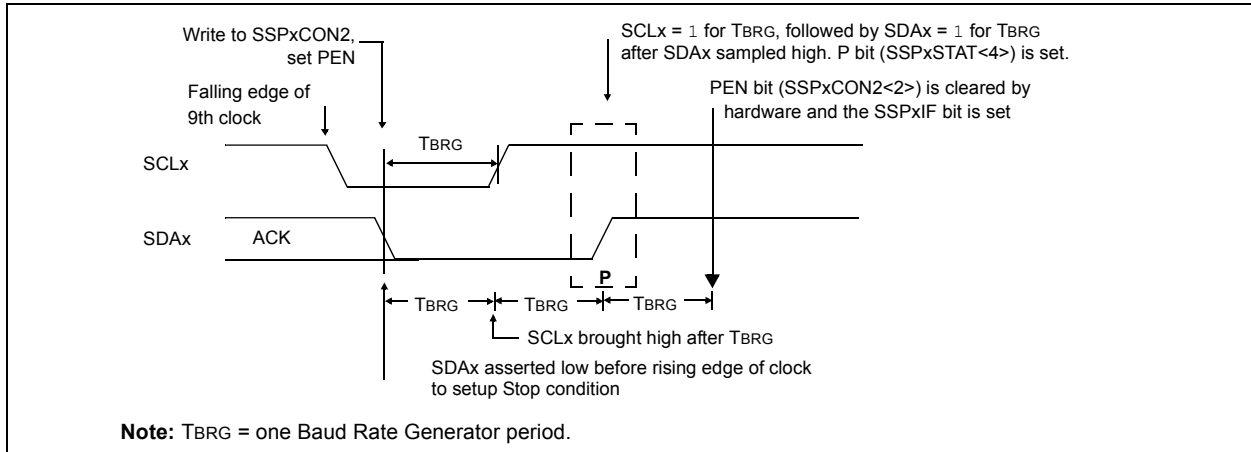 Write to SSPxCON2,
set PEN
SCLx = 1 for TBRG, followed by SDAx = 1 for TBRG
after SDAx sampled high. P bit (SSPxSTAT<4>) is set.
Falling edge of
9th clock
PEN bit (SSPxCON2<2>) is cleared by
hardware and the SSPxIF bit is set
TBRG
SCLx
SDAx
ACK
P
TBRG
TBRG
TBRG
SCLx brought high after TBRG
SDAx asserted low before rising edge of clock
to setup Stop condition
Note: TBRG = one Baud Rate Generator period.